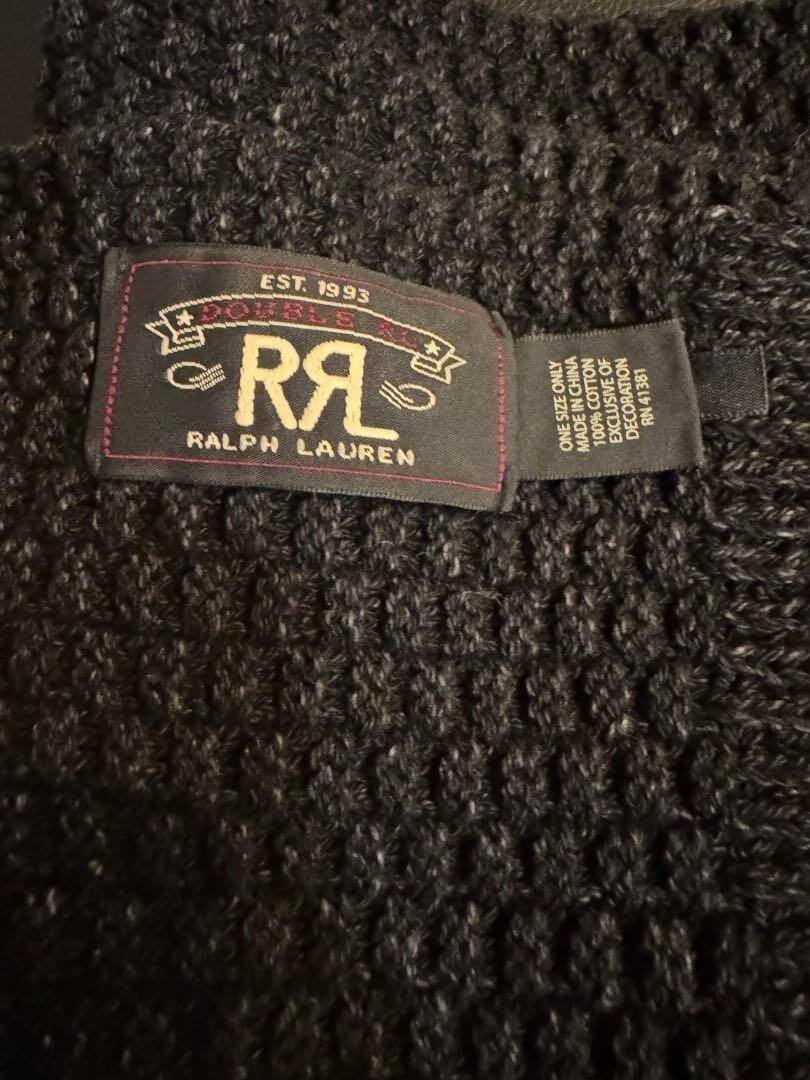 EST. 1993
DOUBLE RL
RRL
RALPH LAUREN
ONE SIZE ONLY
MADE IN CHINA
100% COTTON
EXCLUSIVE OF
DECORATION
RN 41381